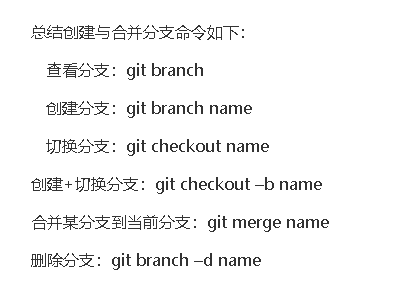 总结创建与合并分支命令如下：
查看分支：git branch
创建分支：git branch name
切换分支：git checkout name
创建+切换分支：git checkout –b name
合并某分支到当前分支：git merge name
删除分支：git branch –d name